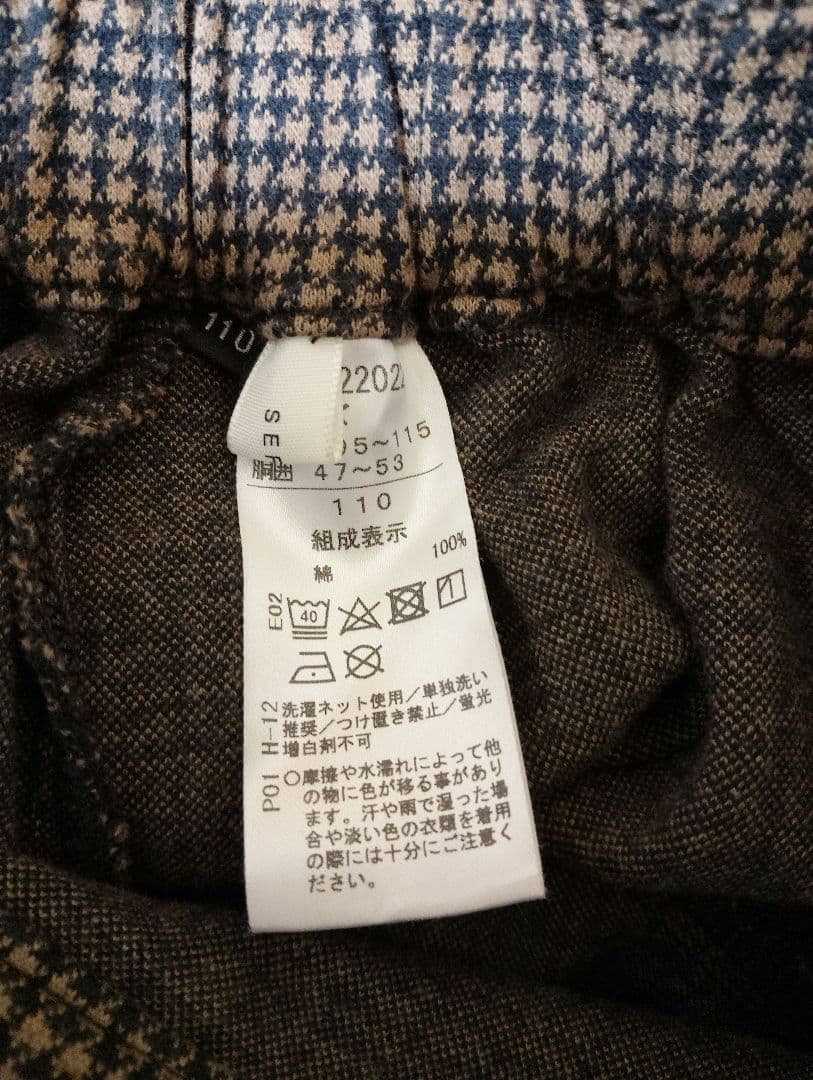 110
SEF
2202
95～115
胴囲 47～53
110
組成表示
綿 100%
E02
40
P01 H-12
洗濯ネット使用／単独洗い
推奨／つけ置き禁止／蛍光
増白剤不可
○摩擦や水濡れによって他
の物に色が移る事があり
ます。汗や雨で湿った場
合や淡い色の衣類を着用
の際には十分にご注意く
ださい。